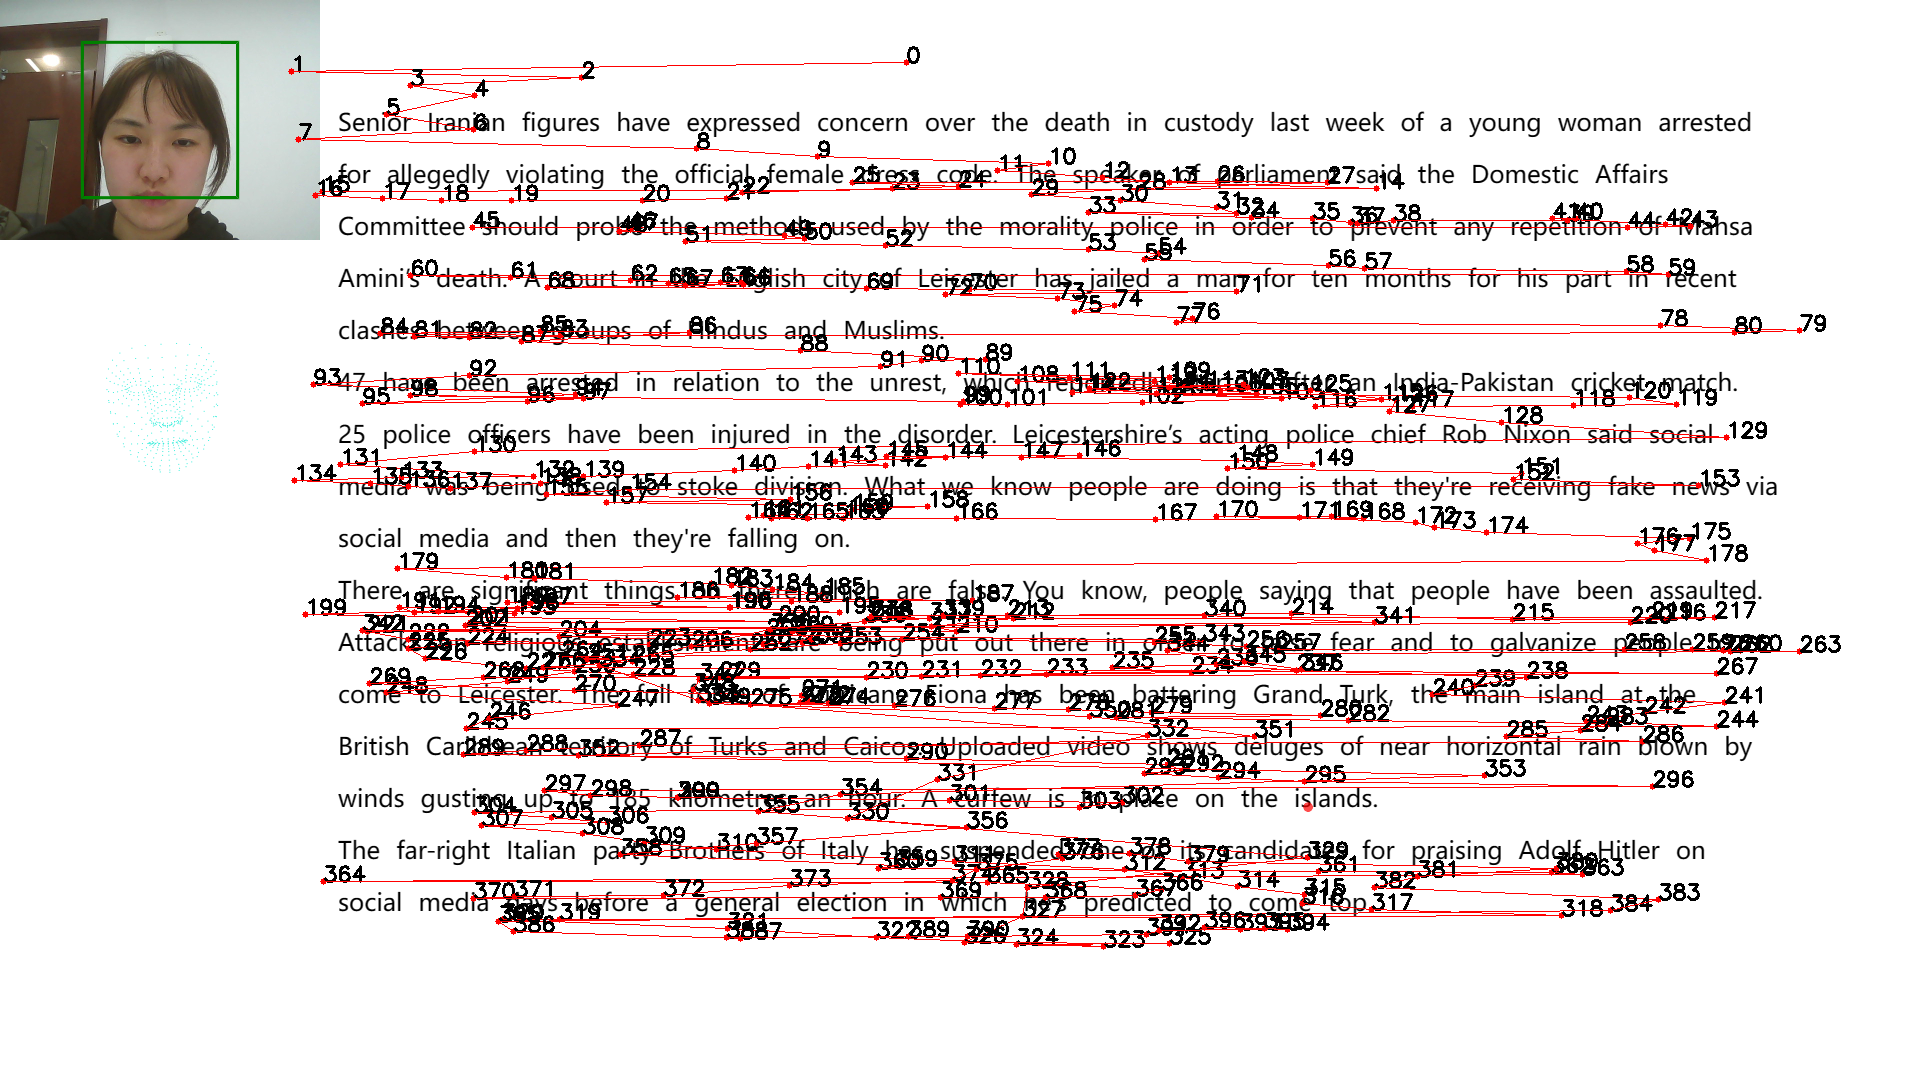 Senior Iranian figures have expressed concern over the death in custody last week of a young woman arrested
for allegedly violating the official female dress code. The speaker of parliament said the Domestic Affairs
Committee should probe the methods used by the morality police in order to prevent any repetition of Mahsa
Amini's death. A court in the English city of Leicester has jailed a man for ten months for his part in recent
clashes between groups of Hindus and Muslims.
47 have been arrested in relation to the unrest, which an India-Pakistan cricket match.
25 police officers have been injured in the disorder. Leicestershire's acting police chief Rob Nixon said social
media was being used to stoke division. What we know people are doing is that they're receiving fake news via
social media and then they're falling on.
There are significant things which are false. You know, people saying that people have been assaulted.
Attacks on religious establishments are being put out there in order to fear and to galvanize people
come to Leicester. The full Fiona has been battering Grand Turk, the main island at the
British Caribbean territory of Turks and Caicos. Uploaded video shows deluges of near horizontal rain blown by
winds gusting up to 185 kilometres an hour. A curfew is in place on the islands.
The far-right Italian party Brothers of Italy has suspended one of its candidates for praising Adolf Hitler on
social media days before a general election in which it's predicted to come top.